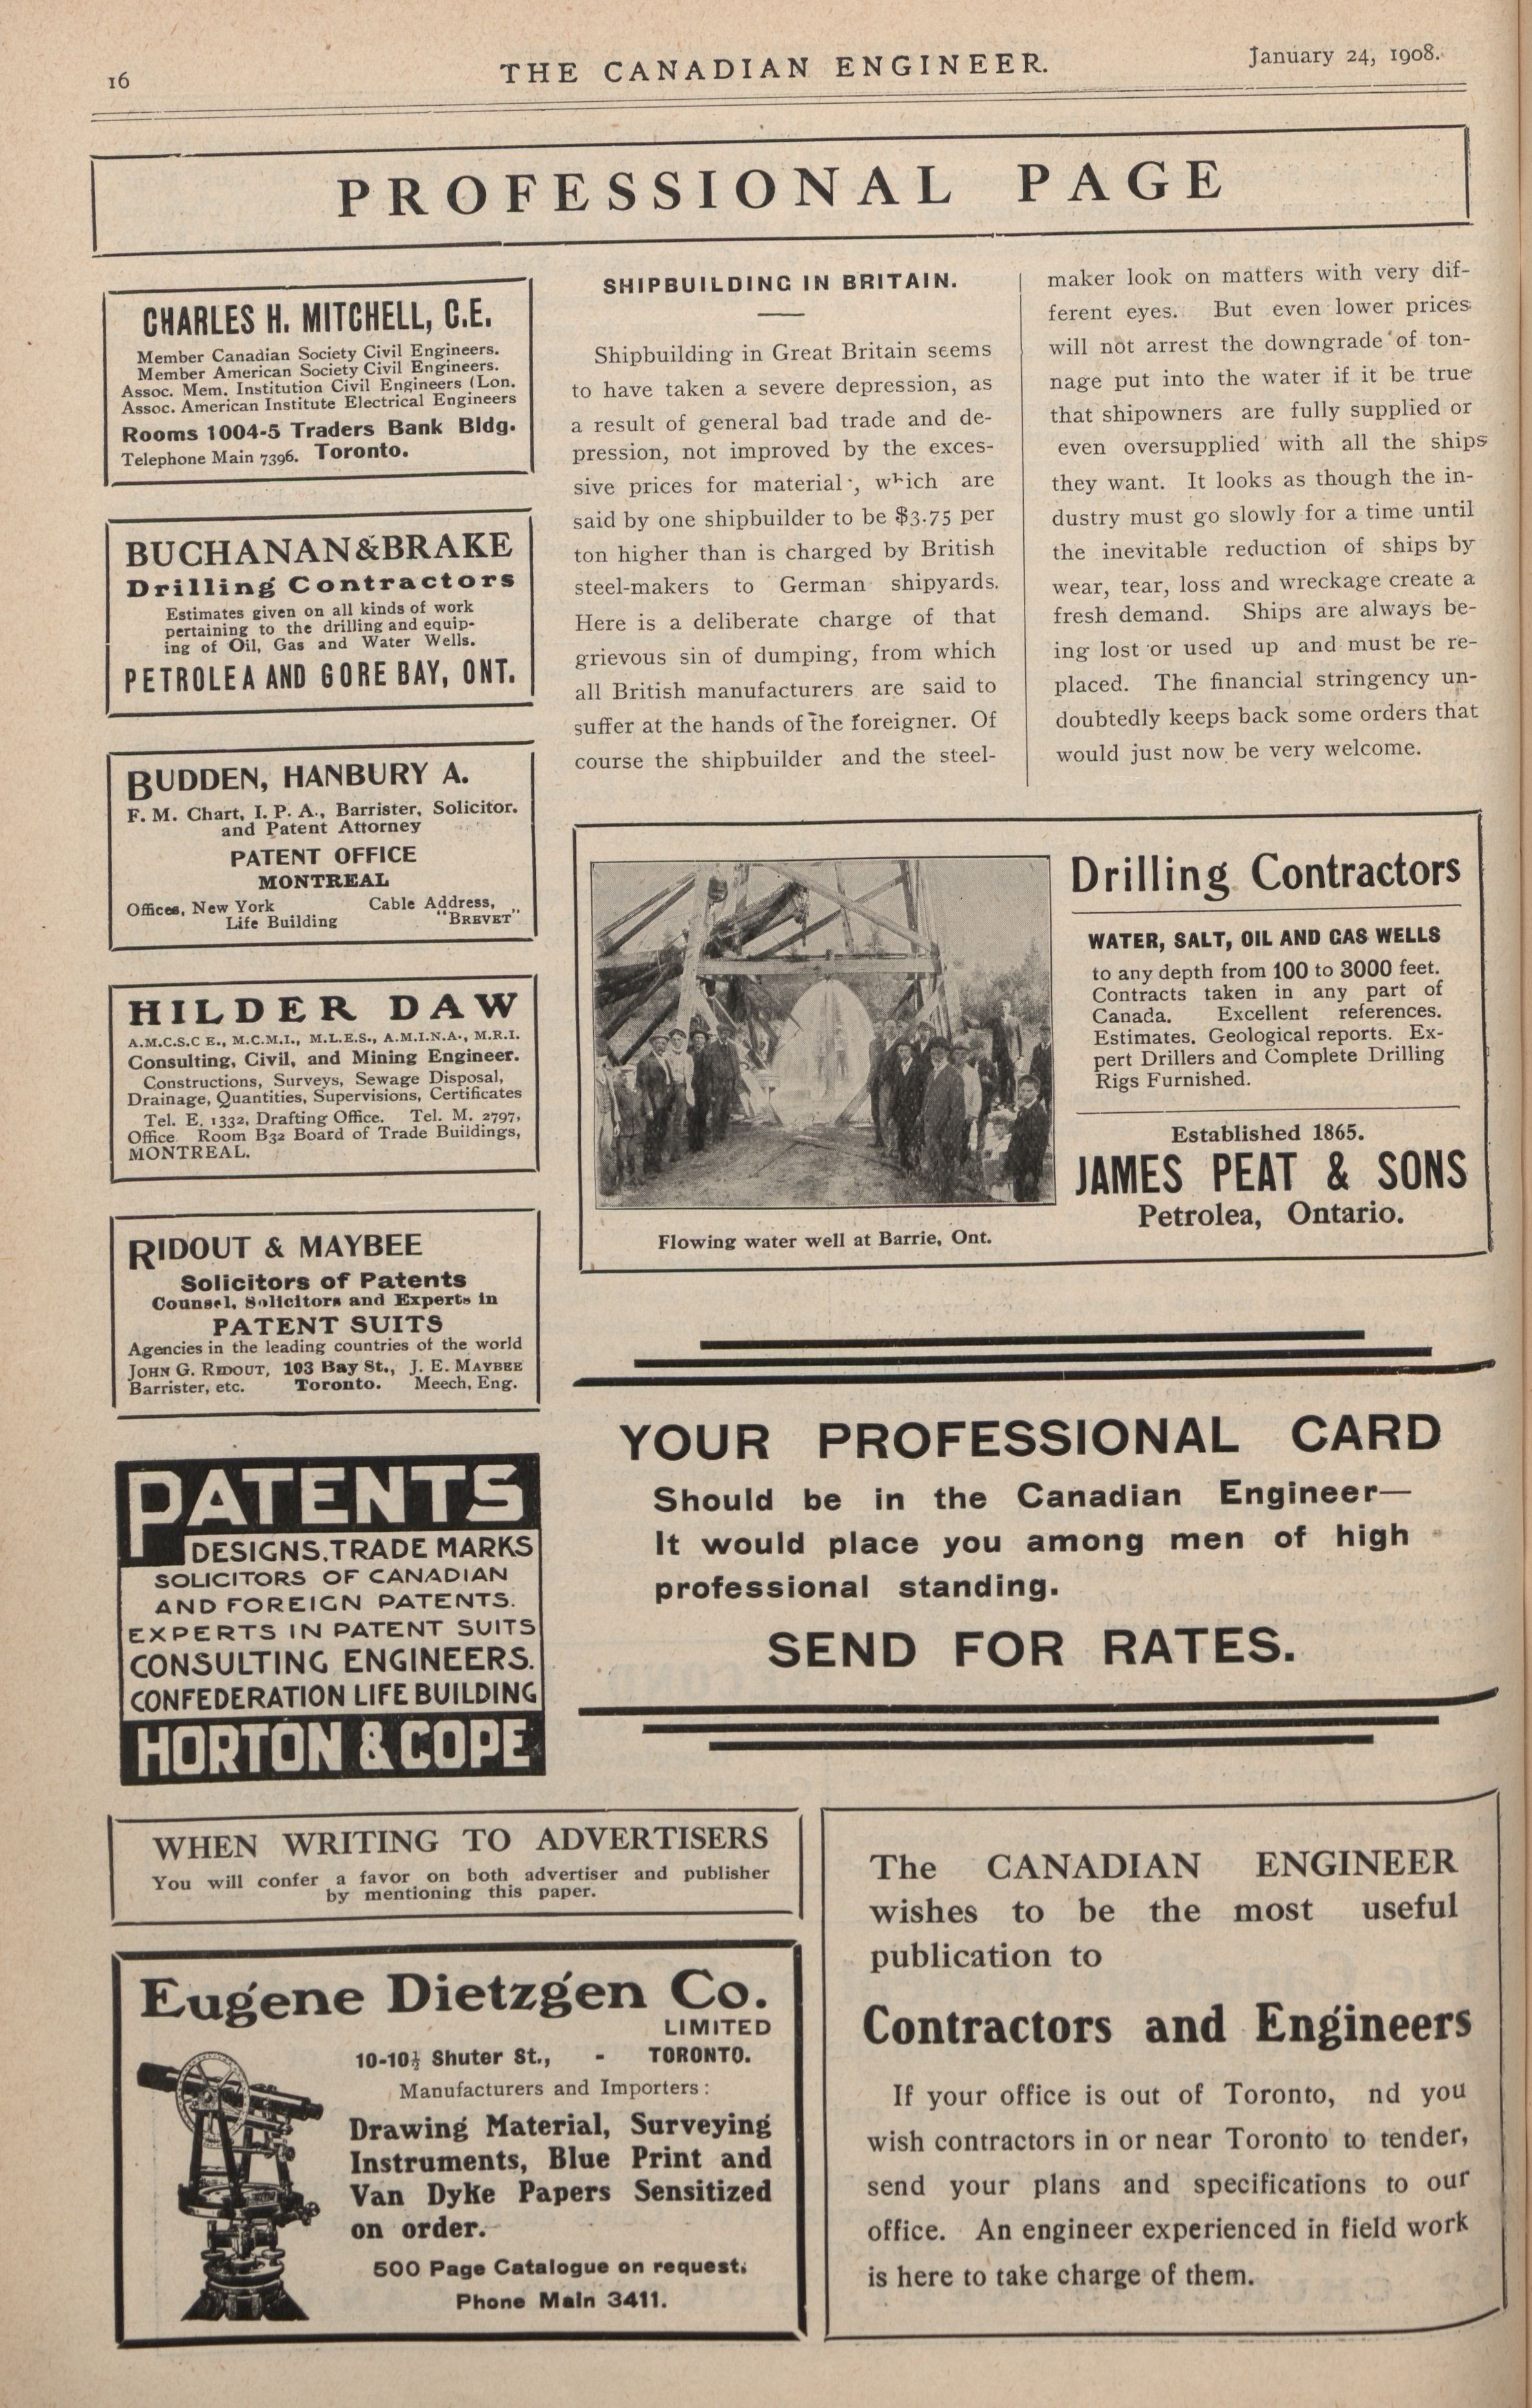 16
THE CANADIAN ENGINEER.
January 24, 1908.
PROFESSIONAL PAGE
CHARLES H. MITCHELL, C.E.
Member Canadian Society Civil Engineers.
Member American Society Civil Engineers.
Assoc. Mem. Institution Civil Engineers (Lon.
Assoc. American Institute Electrical Engineers
Rooms 1004-5 Traders Bank Bldg.
Telephone Main 7396. Toronto.
BUCHANAN & BRAKE
Drilling Contractors
Estimates given on all kinds of work
pertaining to the drilling and equip-
ing of Oil, Gas and Water Wells.
PETROLEA AND GORE BAY, ONT.
BUDDEN, HANBURY A.
F. M. Chart, I. P. A., Barrister, Solicitor.
and Patent Attorney
PATENT OFFICE
MONTREAL
Offices, New York Cable Address,
Life Building "BREVET"
HILDER DAW
A.M.C.S.C E., M.C.M.I., M.L.E.S., A.M.I.N.A., M.R.I.
Consulting, Civil, and Mining Engineer.
Constructions, Surveys, Sewage Disposal,
Drainage, Quantities, Supervisions, Certificates
Tel. E. 1332, Drafting Office. Tel. M. 2797,
Office Room B32 Board of Trade Buildings,
MONTREAL.
RIDOUT & MAYBEE
Solicitors of Patents
Counsel, Solicitors and Experts in
PATENT SUITS
Agencies in the leading countries of the world
JOHN G. RIDOUT, 103 Bay St., J. E. MAYBEE
Barrister, etc. Toronto. Meech, Eng.
PATENTS
DESIGNS. TRADE MARKS
SOLICITORS OF CANADIAN
AND FOREIGN PATENTS.
EXPERTS IN PATENT SUITS
CONSULTING ENGINEERS.
CONFEDERATION LIFE BUILDING
HORTON & COPE
SHIPBUILDING IN BRITAIN.
Shipbuilding in Great Britain seems
to have taken a severe depression, as
a result of general bad trade and de-
pression, not improved by the exces-
sive prices for material, which are
said by one shipbuilder to be $3.75 per
ton higher than is charged by British
steel-makers to German shipyards.
Here is a deliberate charge of that
grievous sin of dumping, from which
all British manufacturers are said to
suffer at the hands of the foreigner. Of
course the shipbuilder and the steel-
maker look on matters with very dif-
ferent eyes. But even lower prices
will not arrest the downgrade of ton-
nage put into the water if it be true
that shipowners are fully supplied or
even oversupplied with all the ships
they want. It looks as though the in-
dustry must go slowly for a time until
the inevitable reduction of ships by
wear, tear, loss and wreckage create a
fresh demand. Ships are always be-
ing lost or used up and must be re-
placed. The financial stringency un-
doubtedly keeps back some orders that
would just now be very welcome.
Flowing water well at Barrie, Ont.
Drilling Contractors
WATER, SALT, OIL AND GAS WELLS
to any depth from 100 to 3000 feet.
Contracts taken in any part of
Canada. Excellent references.
Estimates. Geological reports. Ex-
pert Drillers and Complete Drilling
Rigs Furnished.
Established 1865.
JAMES PEAT & SONS
Petrolea, Ontario.
YOUR PROFESSIONAL CARD
Should be in the Canadian Engineer—
It would place you among men of high
professional standing.
SEND FOR RATES.
WHEN WRITING TO ADVERTISERS
You will confer a favor on both advertiser and publisher
by mentioning this paper.
Eugene Dietzgen Co.
LIMITED
10-10½ Shuter St., - TORONTO.
Manufacturers and Importers:
Drawing Material, Surveying
Instruments, Blue Print and
Van Dyke Papers Sensitized
on order.
500 Page Catalogue on request.
Phone Main 3411.
The CANADIAN ENGINEER
wishes to be the most useful
publication to
Contractors and Engineers
If your office is out of Toronto, nd you
wish contractors in or near Toronto to tender,
send your plans and specifications to our
office. An engineer experienced in field work
is here to take charge of them.